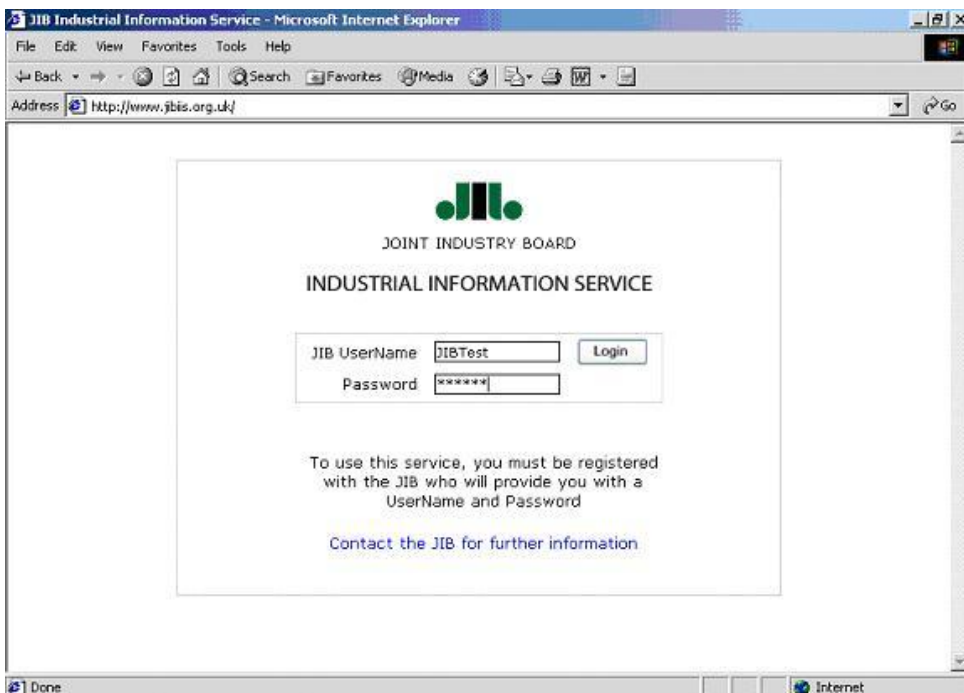 JIB Industrial Information Service - Microsoft Internet Explorer
File Edit View Favorites Tools Help
Back Search Favorites Media
Address http://www.jibis.org.uk/ Go
JIb
JOINT INDUSTRY BOARD
INDUSTRIAL INFORMATION SERVICE
JIB UserName JIBTest Login
Password ******
To use this service, you must be registered
with the JIB who will provide you with a
UserName and Password
Contact the JIB for further information
Done Internet